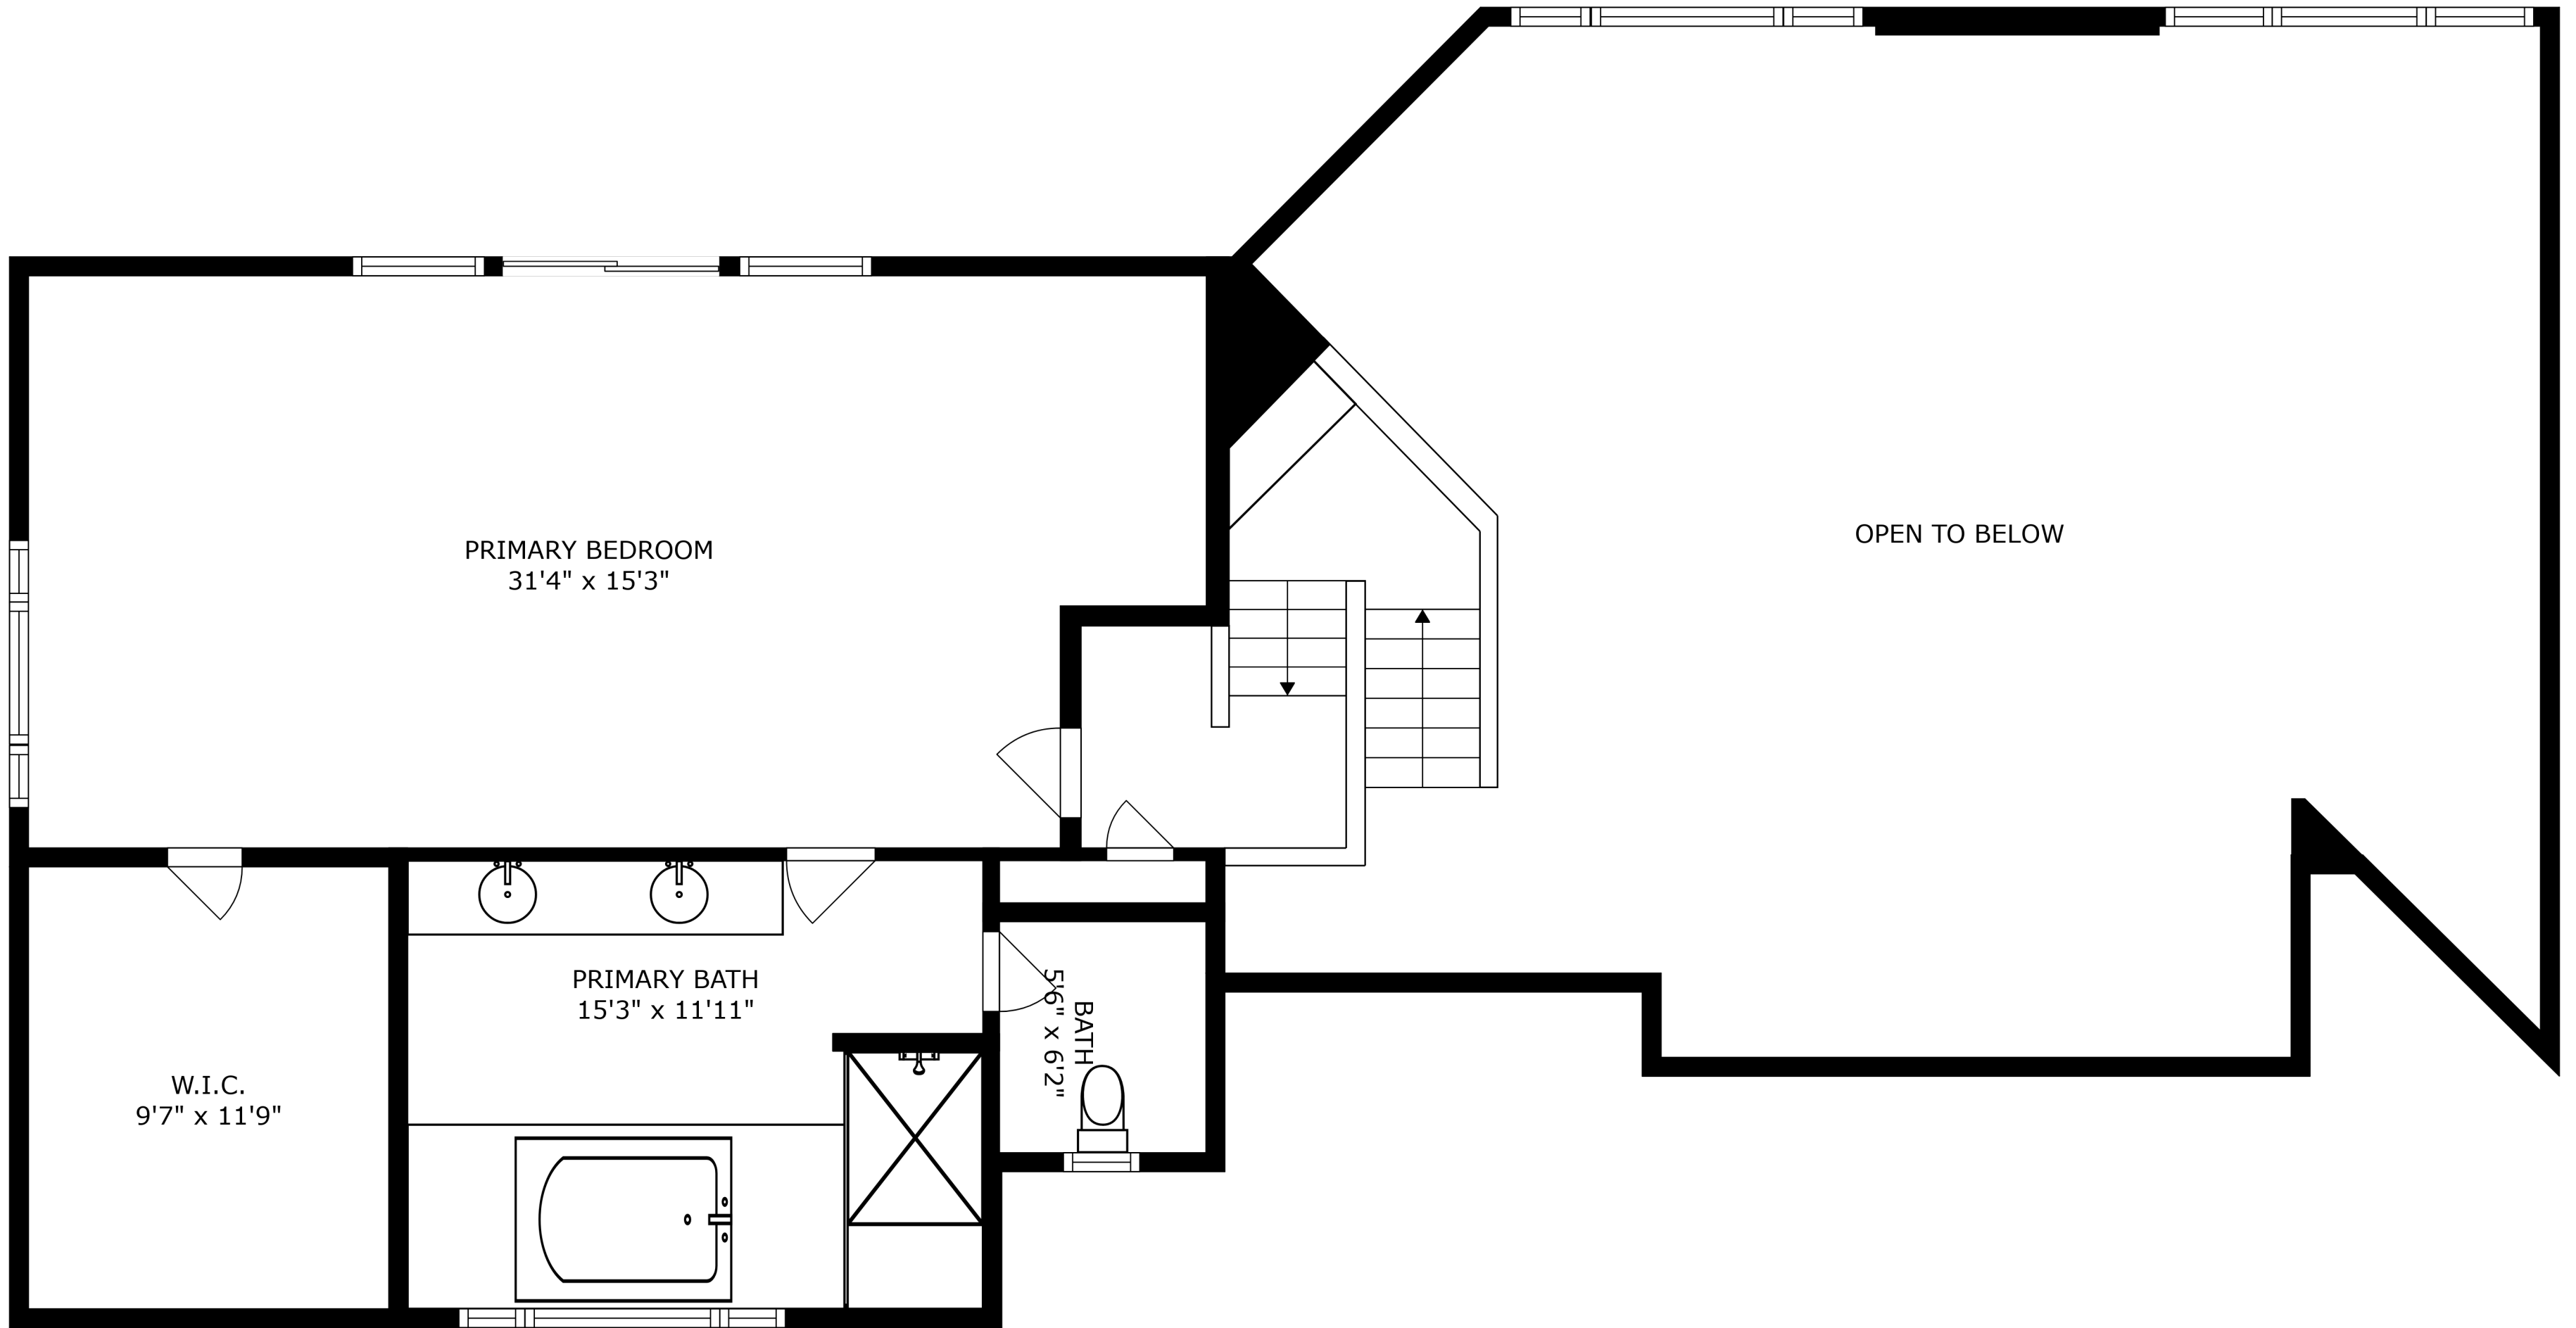 OPEN TO BELOW
PRIMARY BEDROOM
31'4" x 15'3"
PRIMARY BATH
15'3" x 11'11"
BATH
5'6" x 6'2"
W.I.C.
9'7" x 11'9"